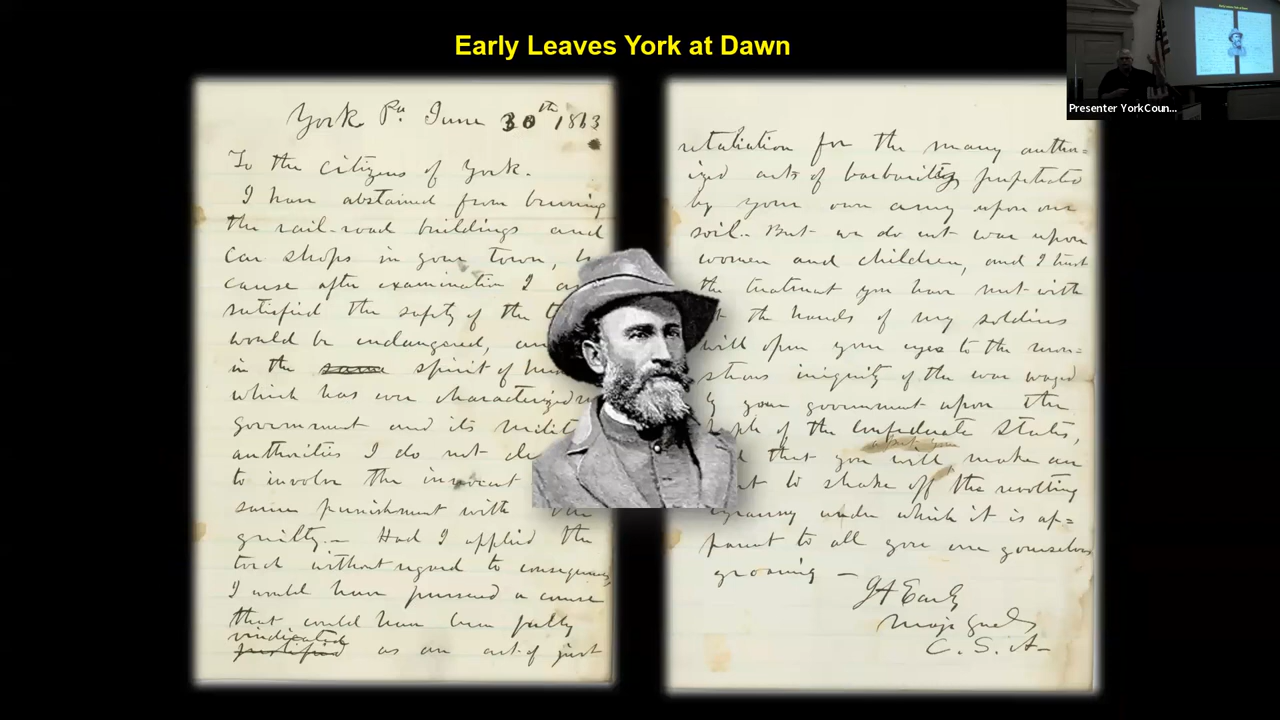 Early Leaves York at Dawn
Presenter YorkCoun...
York Pa. June 30th 1863
To the citizens of York.
I have abstained from burning
the rail-road buildings and
car shops in your town, be
cause after examination I am
satisfied the safety of the t
would be endangered, an
in the same spirit of hum
which has ever characterized m
government and its milit
authorities I do not de
to involve the innocent
same punishment with the
guilty.- Had I applied the
torch without regard to consequences
I would have pursued a course
that would have been fully
vindicated
justified as an act of just
retaliation for the many author=
ized acts of barbarity perpetrated
by your own army upon our
soil.- But we do not war upon
women and children, and I trust
the treatment you have met with
at the hands of my soldiers
will open your eyes to the mon=
strous iniquity of the war waged
by your government upon the
people of the Confederate States,
that you will make an
to shake off the revolting
tyranny under which it is ap=
parent to all you are yourselves
groaning -
J A Early
Maj Genl
C. S. A-